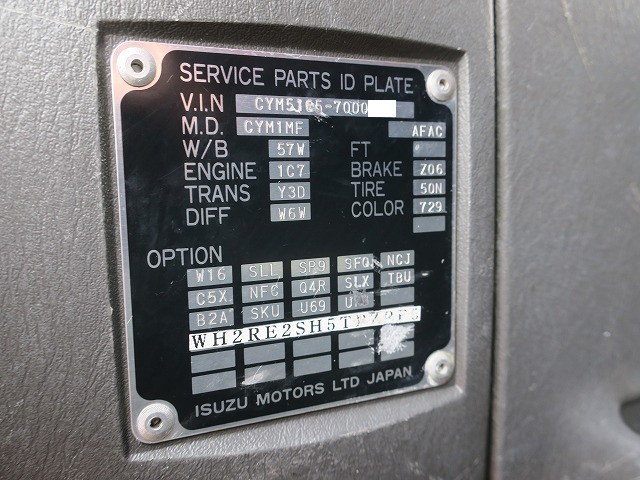 SERVICE PARTS ID PLATE
V.I.N CYM5105-7000
M.D. CYM1MF AFAC
W/B 57W FT
ENGINE 1C7 BRAKE Z06
TRANS Y3D TIRE 50N
DIFF W6W COLOR 729
OPTION
W16 SLL SP9 SFQ NCJ
C5X NFC Q4R SLX TBU
B2A SKU U69
ISUZU MOTORS LTD JAPAN